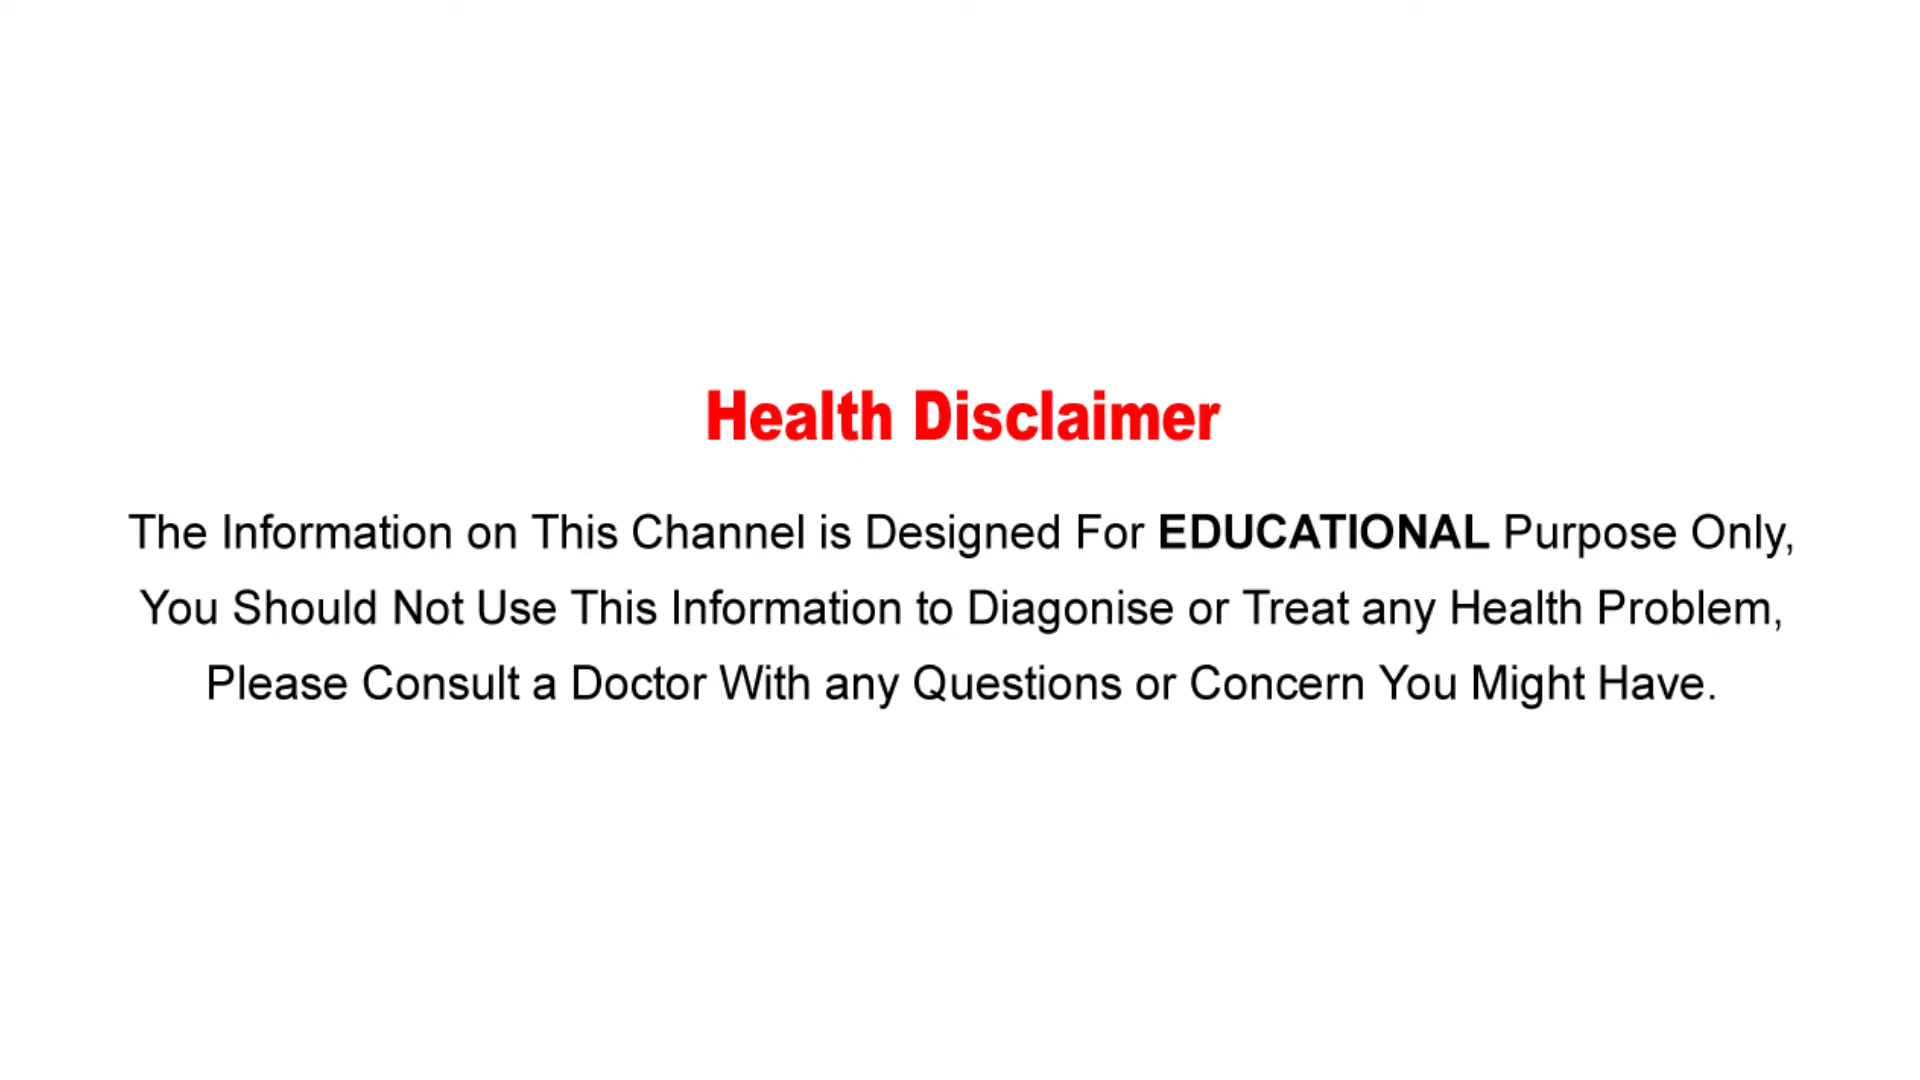 Health Disclaimer
The Information on This Channel is Designed For EDUCATIONAL Purpose Only,
You Should Not Use This Information to Diagonise or Treat any Health Problem,
Please Consult a Doctor With any Questions or Concern You Might Have.